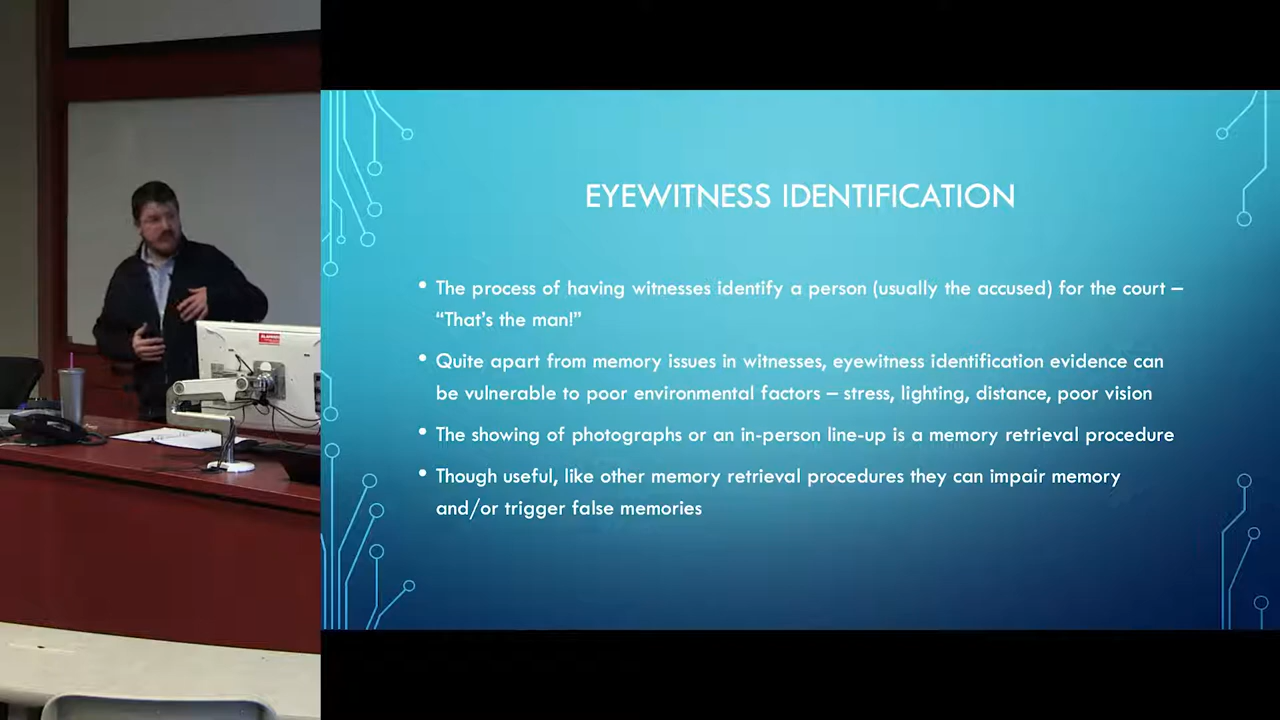 EYEWITNESS IDENTIFICATION
• The process of having witnesses identify a person (usually the accused) for the court –
“That’s the man!”
• Quite apart from memory issues in witnesses, eyewitness identification evidence can
be vulnerable to poor environmental factors – stress, lighting, distance, poor vision
• The showing of photographs or an in-person line-up is a memory retrieval procedure
• Though useful, like other memory retrieval procedures they can impair memory
and/or trigger false memories